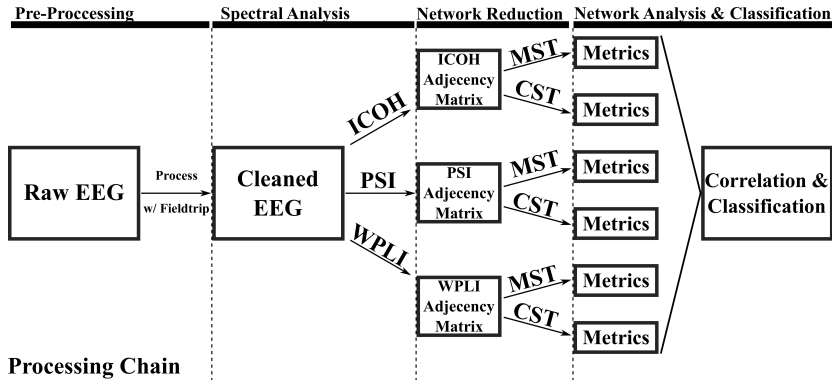 Pre-Proccessing
Spectral Analysis
Network Reduction
Network Analysis & Classification
Raw EEG
Process
w/ Fieldtrip
Cleaned
EEG
ICOH
PSI
WPLI
ICOH
Adjecency
Matrix
PSI
Adjecency
Matrix
WPLI
Adjecency
Matrix
MST
CST
MST
CST
MST
CST
Metrics
Metrics
Metrics
Metrics
Metrics
Metrics
Correlation &
Classification
Processing Chain